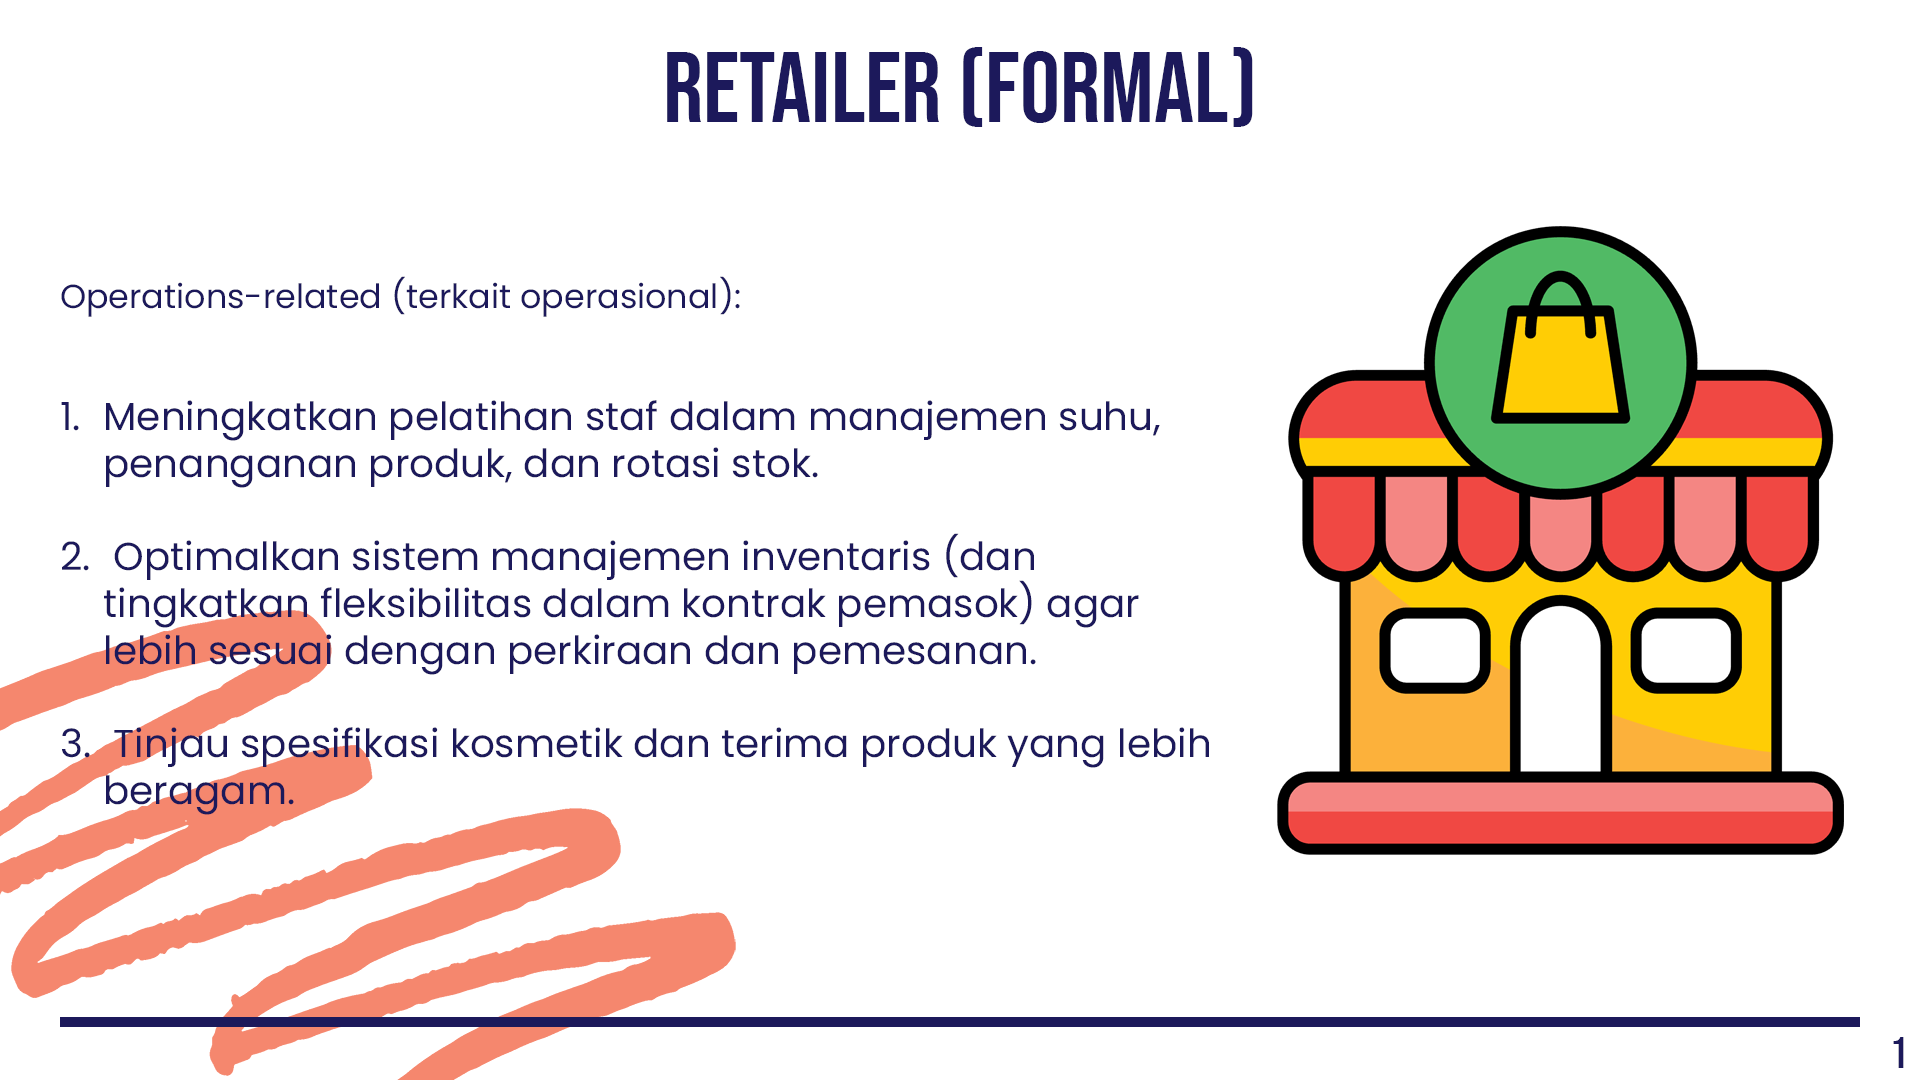 RETAILER (FORMAL)
Operations-related (terkait operasional):
1. Meningkatkan pelatihan staf dalam manajemen suhu,
penanganan produk, dan rotasi stok.
2. Optimalkan sistem manajemen inventaris (dan
tingkatkan fleksibilitas dalam kontrak pemasok) agar
lebih sesuai dengan perkiraan dan pemesanan.
3. Tinjau spesifikasi kosmetik dan terima produk yang lebih
beragam.
1